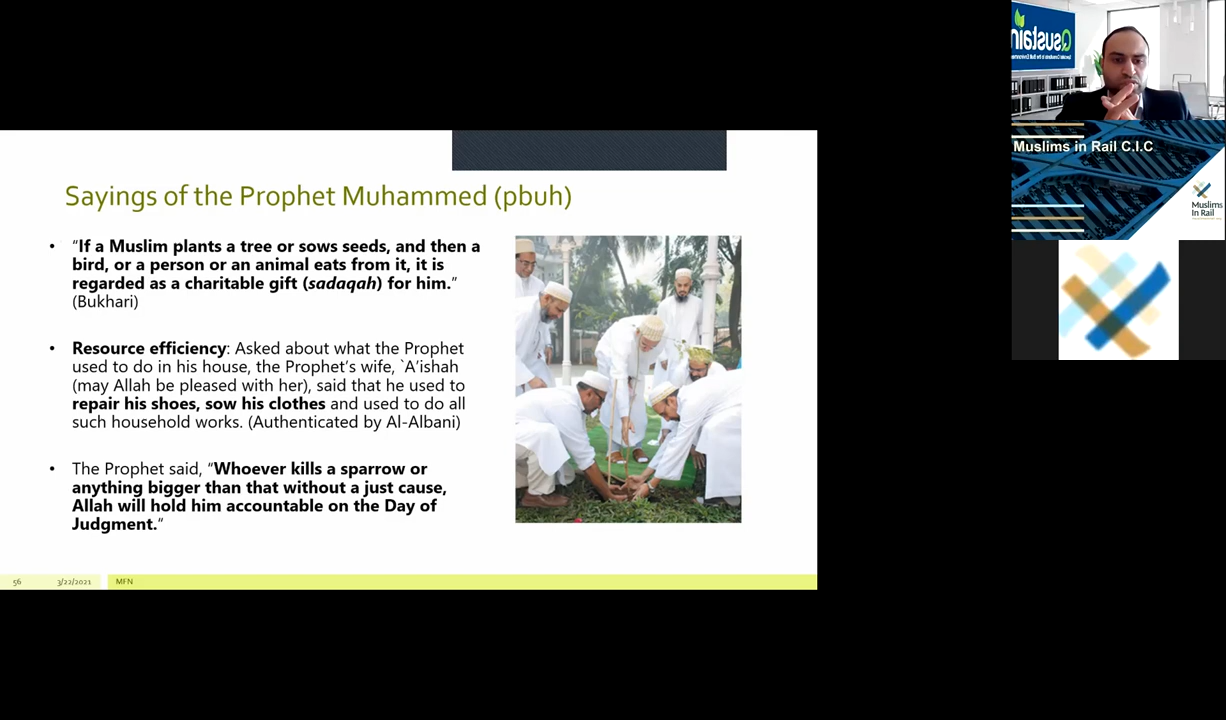 Sayings of the Prophet Muhammed (pbuh)
• “If a Muslim plants a tree or sows seeds, and then a
bird, or a person or an animal eats from it, it is
regarded as a charitable gift (sadaqah) for him.”
(Bukhari)
• Resource efficiency: Asked about what the Prophet
used to do in his house, the Prophet’s wife, `A’ishah
(may Allah be pleased with her), said that he used to
repair his shoes, sow his clothes and used to do all
such household works. (Authenticated by Al-Albani)
• The Prophet said, “Whoever kills a sparrow or
anything bigger than that without a just cause,
Allah will hold him accountable on the Day of
Judgment.”
56 3/22/2021 MFN
Qsustain
Muslims in Rail C.I.C
Muslims
In Rail